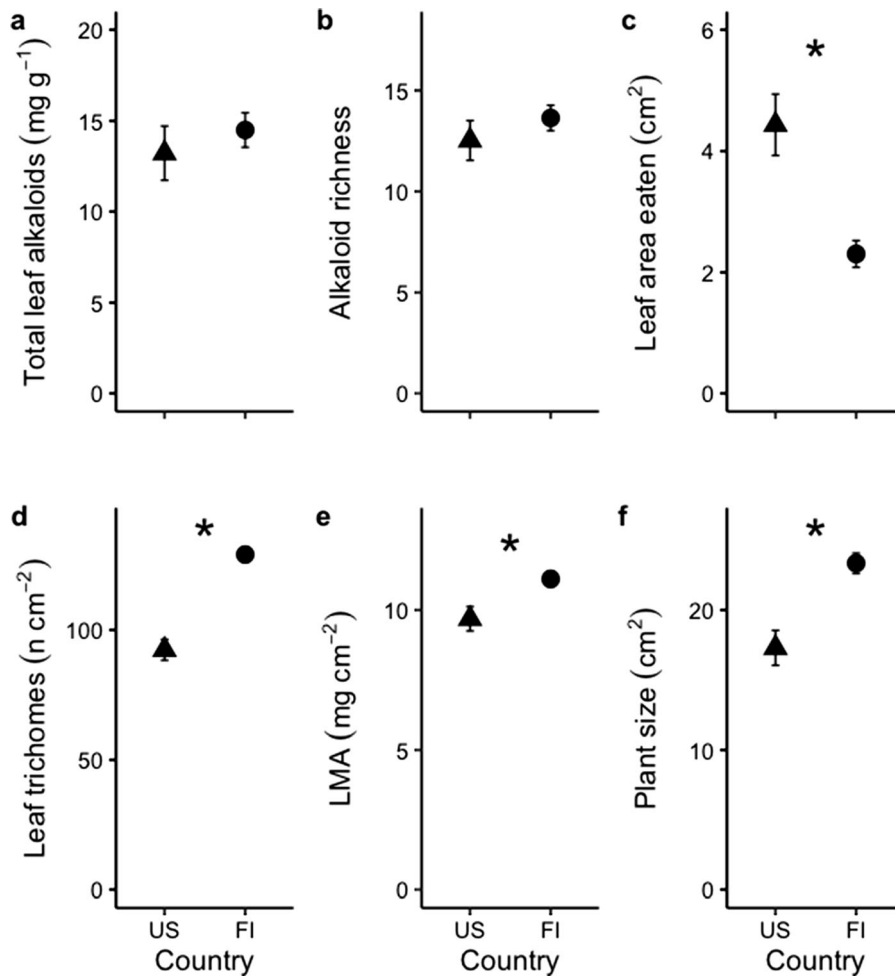 a
Total leaf alkaloids (mg g⁻¹)
20
15
10
5
0
b
Alkaloid richness
15
10
5
0
c
Leaf area eaten (cm²)
6
4
2
0
*
d
Leaf trichomes (n cm⁻²)
100
50
0
*
US FI
Country
e
LMA (mg cm⁻²)
10
5
0
*
US FI
Country
f
Plant size (cm²)
20
10
0
*
US FI
Country